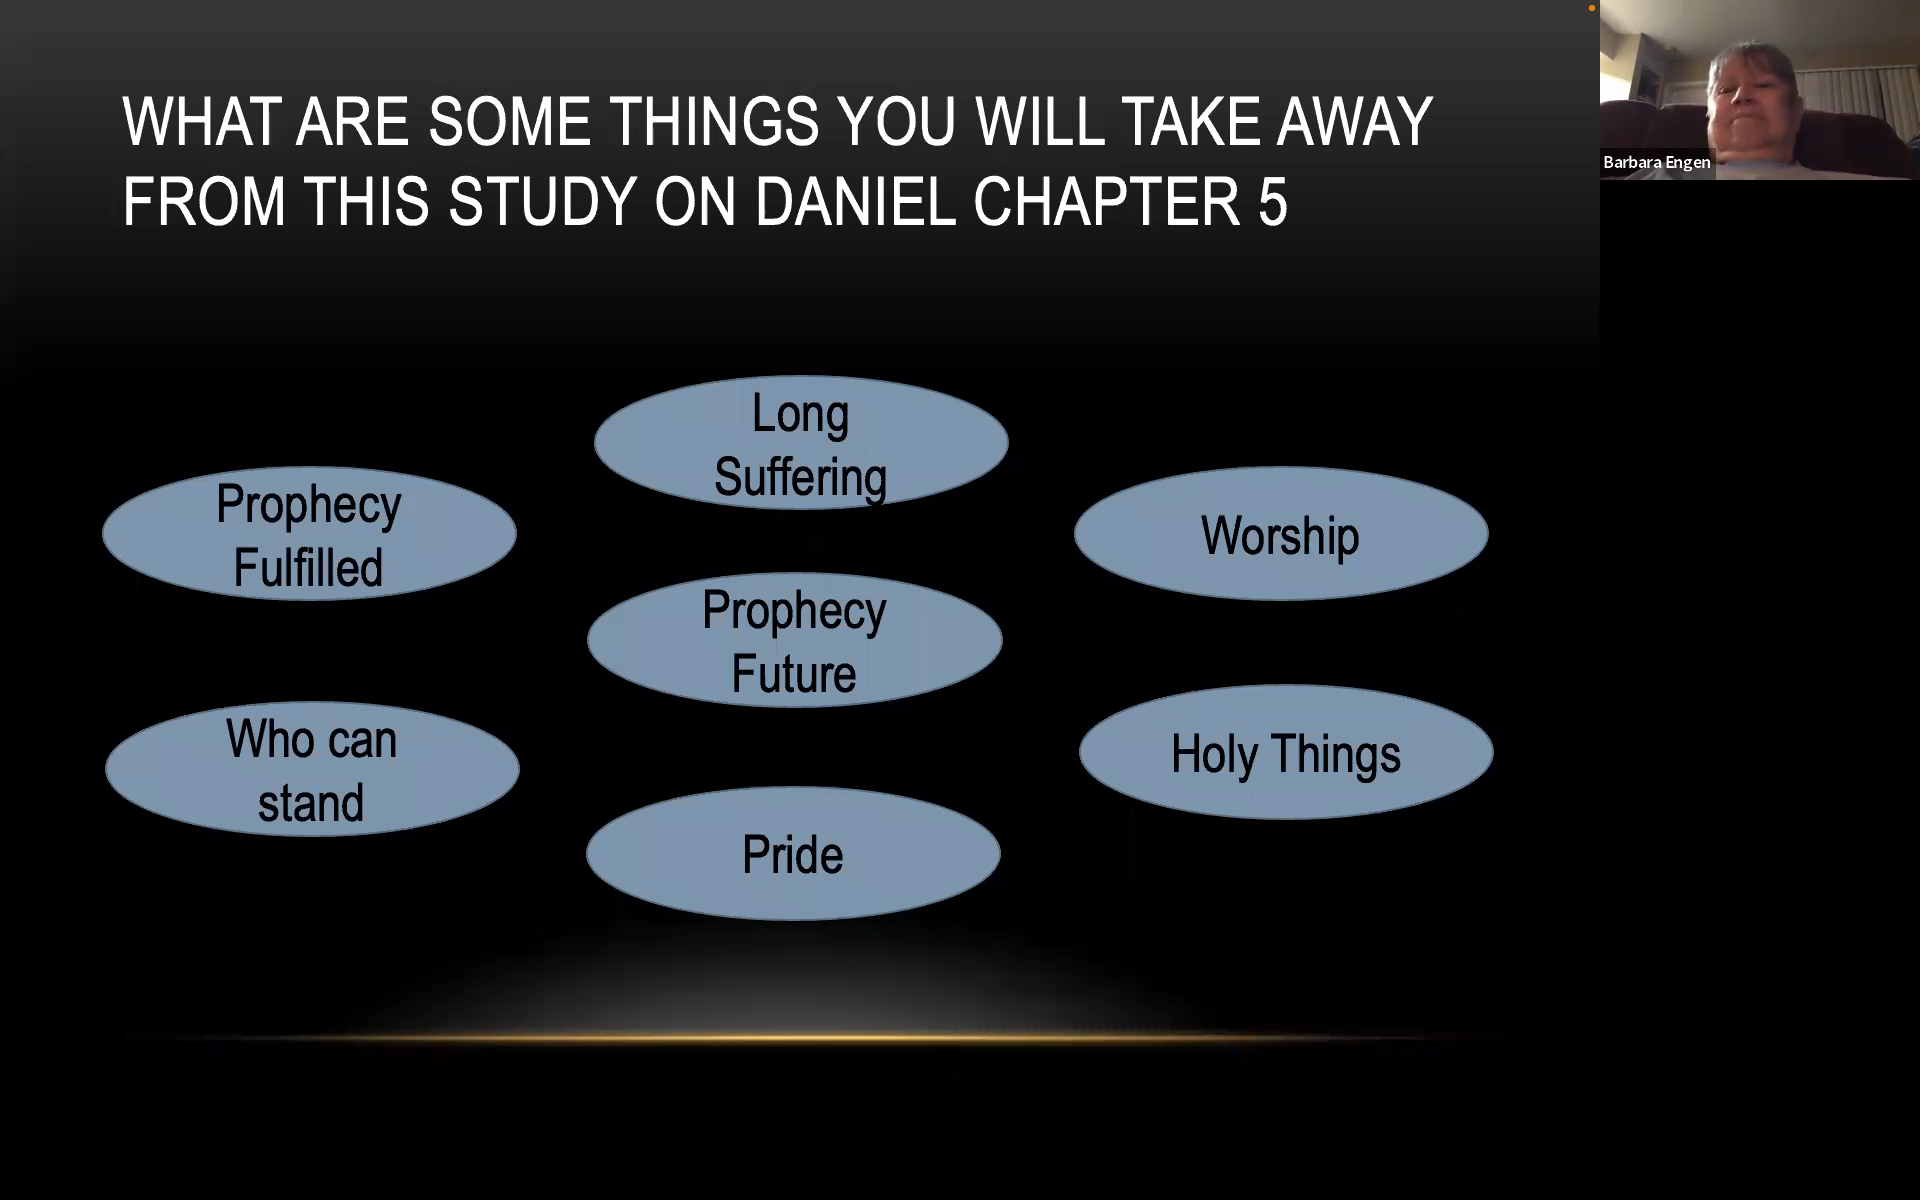 WHAT ARE SOME THINGS YOU WILL TAKE AWAY
FROM THIS STUDY ON DANIEL CHAPTER 5
Barbara Engen
Long
Suffering
Prophecy
Fulfilled
Worship
Prophecy
Future
Who can
stand
Holy Things
Pride